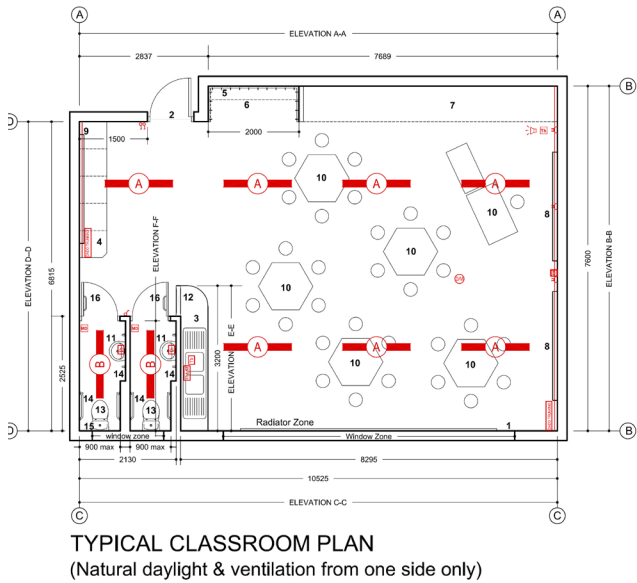 A
A
ELEVATION A-A
2837
7689
5
6
7
2
B
9
1500
2000
D
A
A
A
A
10
10
8
4
ELEVATION F-F
10
ELEVATION D-D
6815
7600
ELEVATION B-B
16
16
12
10
3
11
11
E-E
A
A
A
B
B
14
14
3200
ELEVATION
10
10
8
2525
14
14
13
13
15
Radiator Zone
1
D
window zone
Window Zone
B
900 max
900 max
2130
8295
10525
ELEVATION C-C
C
C
TYPICAL CLASSROOM PLAN
(Natural daylight & ventilation from one side only)